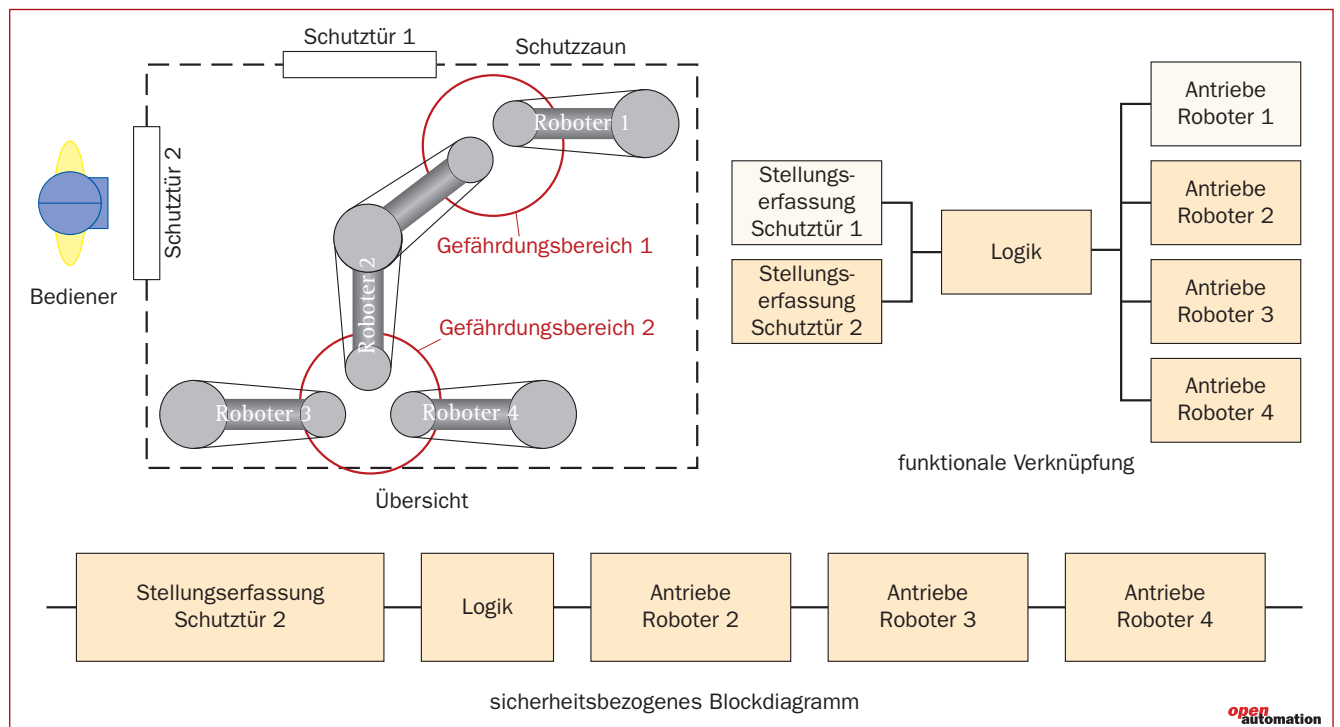 Schutztür 1
Schutzzaun
Schutztür 2
Bediener
Roboter 1
Roboter 2
Gefährdungsbereich 1
Gefährdungsbereich 2
Roboter 3
Roboter 4
Übersicht
Stellungs-
erfassung
Schutztür 1
Stellungs-
erfassung
Schutztür 2
Logik
Antriebe
Roboter 1
Antriebe
Roboter 2
Antriebe
Roboter 3
Antriebe
Roboter 4
funktionale Verknüpfung
Stellungserfassung
Schutztür 2
Logik
Antriebe
Roboter 2
Antriebe
Roboter 3
Antriebe
Roboter 4
sicherheitsbezogenes Blockdiagramm
open
automation